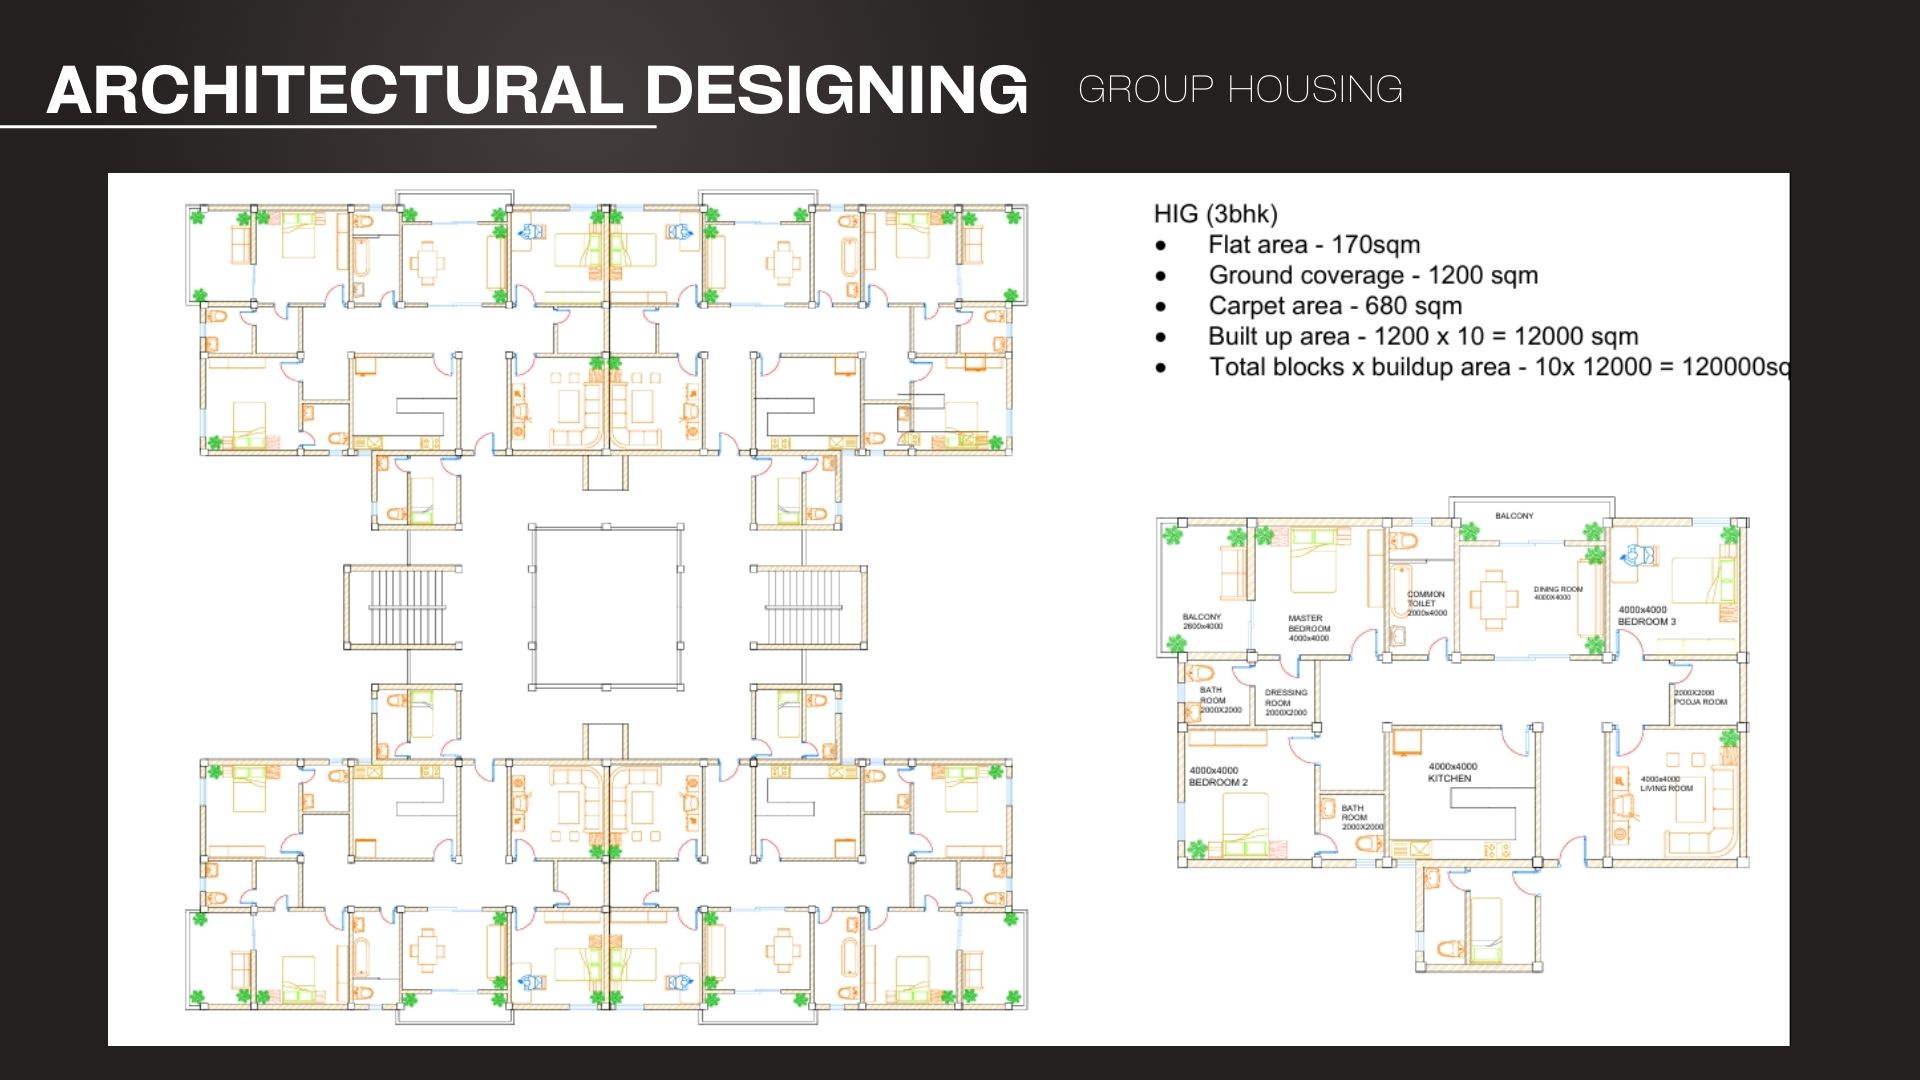 ARCHITECTURAL DESIGNING
GROUP HOUSING
HIG (3bhk)
• Flat area - 170sqm
• Ground coverage - 1200 sqm
• Carpet area - 680 sqm
• Built up area - 1200 x 10 = 12000 sqm
• Total blocks x buildup area - 10x 12000 = 120000sq
BALCONY
BALCONY
2600x4000
MASTER
BEDROOM
4000x4000
COMMON
TOILET
2000x4000
DINING ROOM
4000X4000
4000x4000
BEDROOM 3
BATH
ROOM
2000X2000
DRESSING
ROOM
2000X2000
2000X2000
POOJA ROOM
4000x4000
BEDROOM 2
4000x4000
KITCHEN
4000x4000
LIVING ROOM
BATH
ROOM
2000X2000